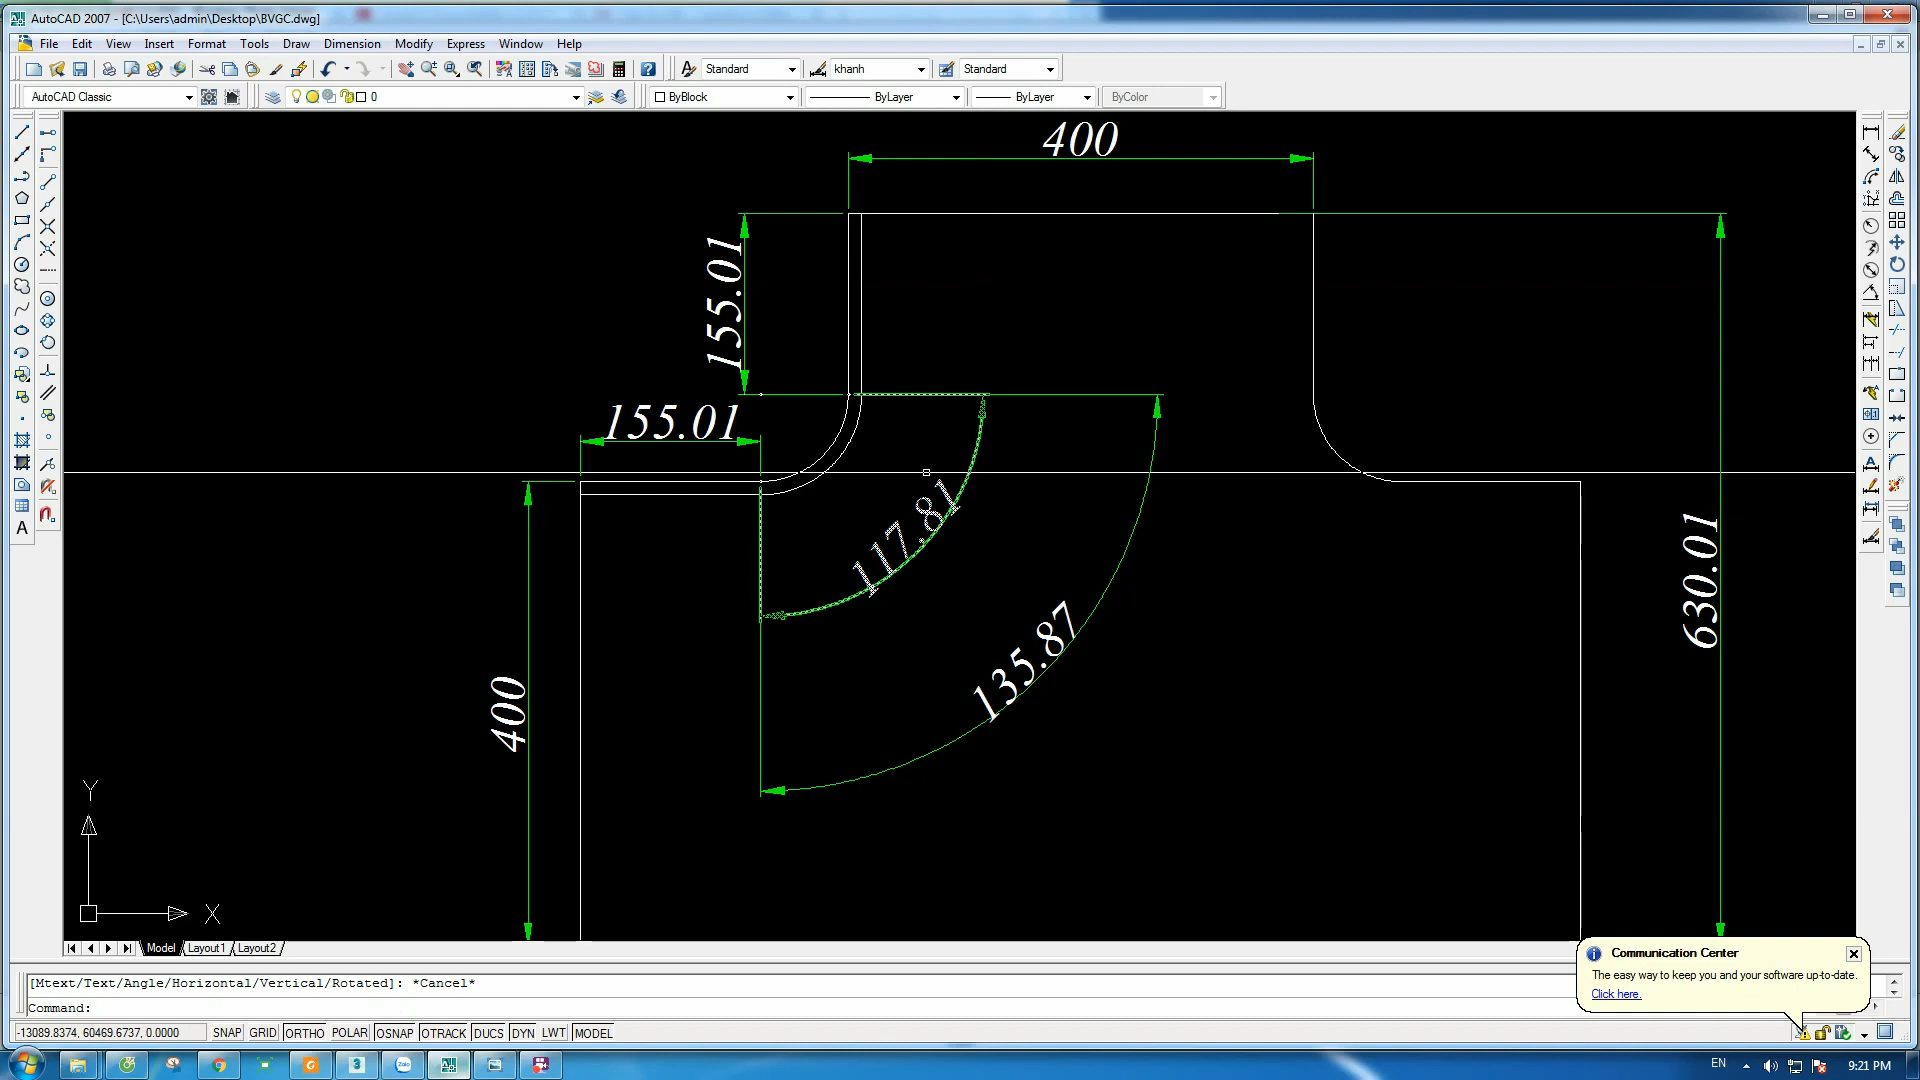 AutoCAD 2007 - [C:\Users\admin\Desktop\BVGC.dwg]
File Edit View Insert Format Tools Draw Dimension Modify Express Window Help
Standard khanh Standard
AutoCAD Classic 0 ByBlock ByLayer ByLayer ByColor
400
155.01
155.01
117.81
135.87
630.01
400
Y
X
A
Model Layout1 Layout2
[Mtext/Text/Angle/Horizontal/Vertical/Rotated]: *Cancel*
Command:
Communication Center
The easy way to keep you and your software up-to-date.
Click here.
-13089.8374, 60469.6737, 0.0000 SNAP GRID ORTHO POLAR OSNAP OTRACK DUCS DYN LWT MODEL
EN 9:21 PM